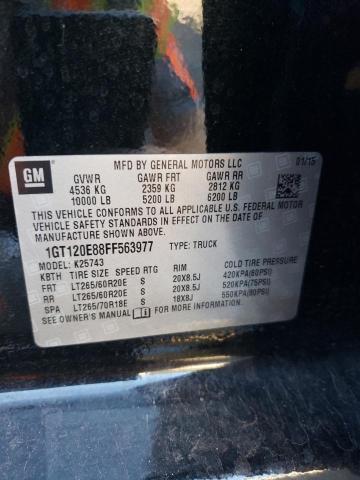 GM
MFD BY GENERAL MOTORS LLC 01/15
GVWR GAWR FRT GAWR RR
4536 KG 2359 KG 2812 KG
10000 LB 5200 LB 6200 LB
THIS VEHICLE CONFORMS TO ALL APPLICABLE U.S. FEDERAL MOTOR
VEHICLE SAFETY STANDARDS IN EFFECT ON THE DATE OF
MANUFACTURE SHOWN ABOVE.
1GT120E88FF563977 TYPE: TRUCK
MODEL: K25743
KBTH TIRE SIZE SPEED RTG RIM COLD TIRE PRESSURE
FRT LT265/60R20E S 20X8.5J 420KPA(60PSI)
RR LT265/60R20E S 20X8.5J 520KPA(75PSI)
SPA LT265/70R18E S 18X8J 550KPA(80PSI)
SEE OWNER'S MANUAL FOR MORE INFORMATION